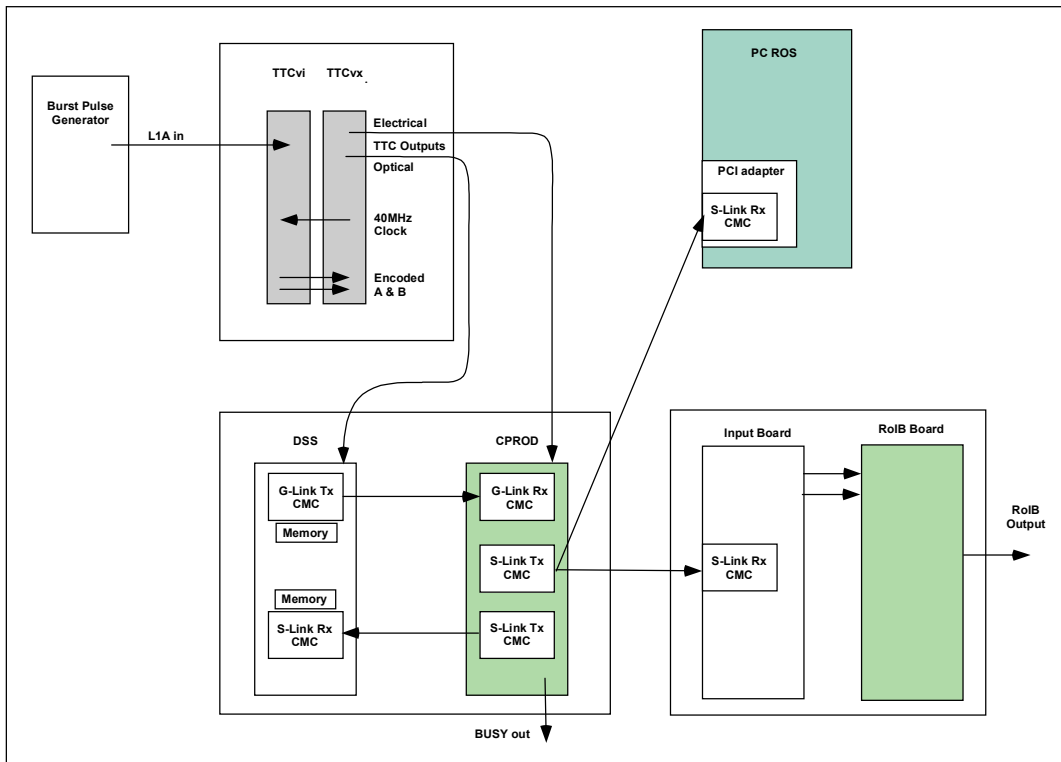 PC ROS
TTCvi
TTCvx
Burst Pulse
Generator
L1A in
Electrical
TTC Outputs
Optical
PCI adapter
S-Link Rx
CMC
40MHz
Clock
Encoded
A & B
DSS
CPROD
Input Board
RoIB Board
G-Link Tx
CMC
Memory
G-Link Rx
CMC
RoIB
Output
S-Link Tx
CMC
S-Link Rx
CMC
Memory
S-Link Rx
CMC
S-Link Tx
CMC
BUSY out